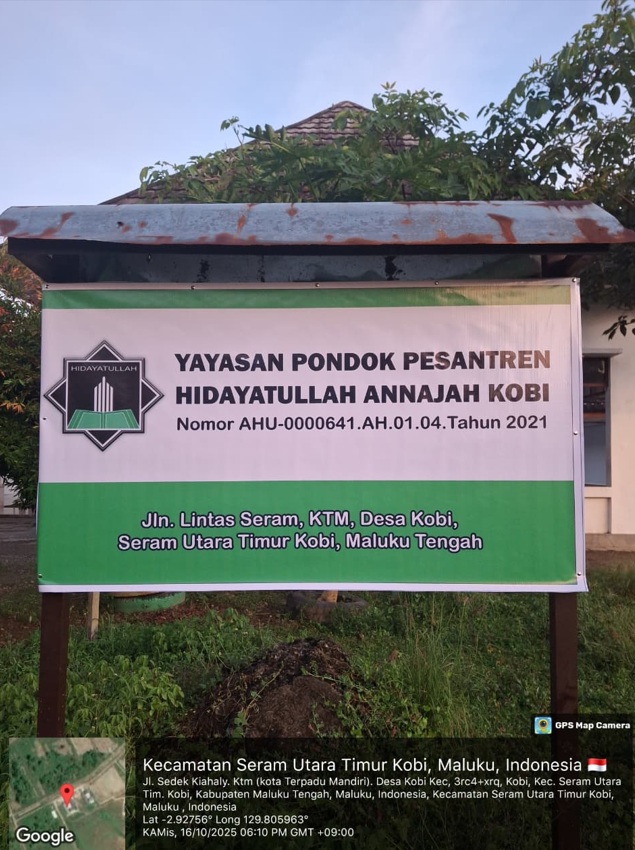 HIDAYATULLAH
YAYASAN PONDOK PESANTREN
HIDAYATULLAH ANNAJAH KOBI
Nomor AHU-0000641.AH.01.04.Tahun 2021
Jln. Lintas Seram, KTM, Desa Kobi,
Seram Utara Timur Kobi, Maluku Tengah
GPS Map Camera
Kecamatan Seram Utara Timur Kobi, Maluku, Indonesia 🇮🇩
Jl. Sedek Kiahaly. Ktm (kota Terpadu Mandiri). Desa Kobi Kec, 3rc4+xrq, Kobi, Kec. Seram Utara
Tim. Kobi, Kabupaten Maluku Tengah, Maluku, Indonesia, Kecamatan Seram Utara Timur Kobi,
Maluku , Indonesia
Lat -2.92756° Long 129.805963°
KAMis, 16/10/2025 06:10 PM GMT +09:00
Google